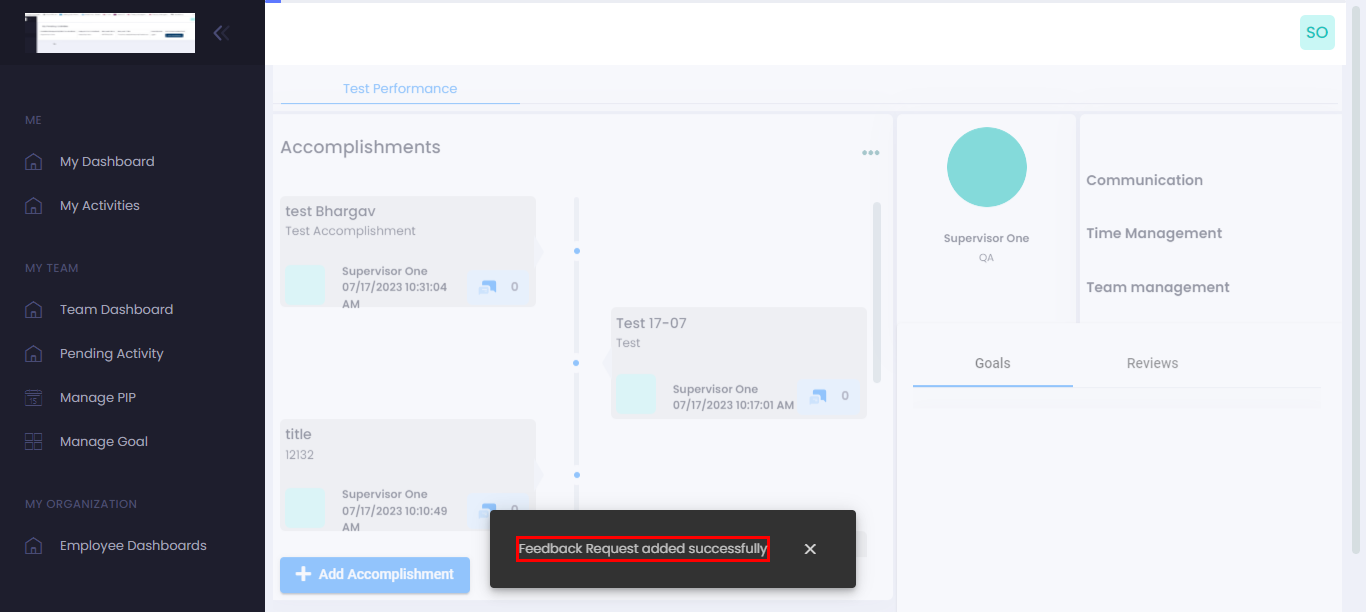 SO
ME
My Dashboard
My Activities
MY TEAM
Team Dashboard
Pending Activity
Manage PIP
Manage Goal
MY ORGANIZATION
Employee Dashboards
Test Performance
Accomplishments
test Bhargav
Test Accomplishment
Supervisor One
07/17/2023 10:31:04
AM
0
Test 17-07
Test
Supervisor One
07/17/2023 10:17:01 AM
0
title
12132
Supervisor One
07/17/2023 10:10:49
AM
0
Add Accomplishment
Feedback Request added successfully
Supervisor One
QA
Communication
Time Management
Team management
Goals
Reviews